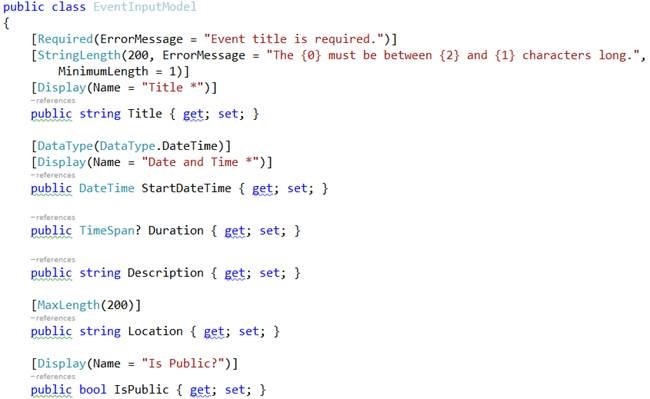 public class EventInputModel
{
[Required(ErrorMessage = "Event title is required.")]
[StringLength(200, ErrorMessage = "The {0} must be between {2} and {1} characters long.",
MinimumLength = 1)]
[Display(Name = "Title *")]
-references
public string Title { get; set; }
[DataType(DataType.DateTime)]
[Display(Name = "Date and Time *")]
-references
public DateTime StartDateTime { get; set; }
-references
public TimeSpan? Duration { get; set; }
-references
public string Description { get; set; }
[MaxLength(200)]
-references
public string Location { get; set; }
[Display(Name = "Is Public?")]
-references
public bool IsPublic { get; set; }